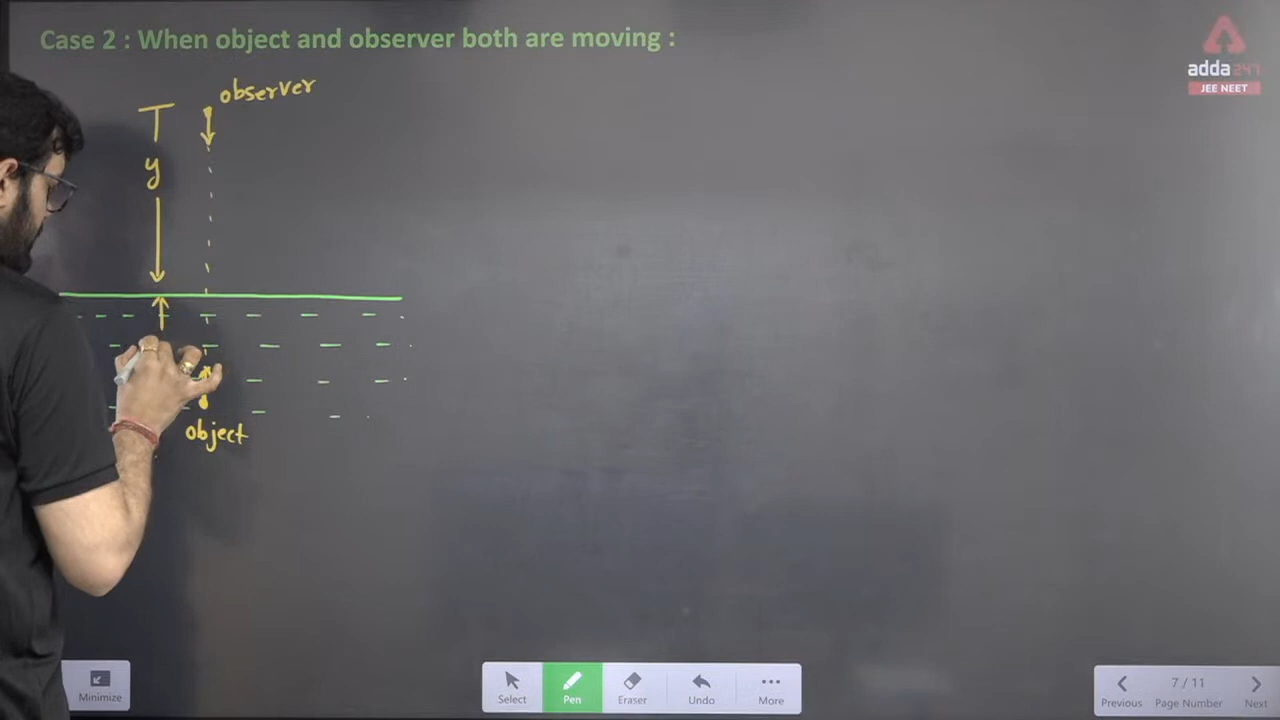 Case 2 : When object and observer both are moving :
adda247
JEE NEET
observer
y
object
Minimize
Select
Pen
Eraser
Undo
More
Previous
7 / 11
Page Number
Next